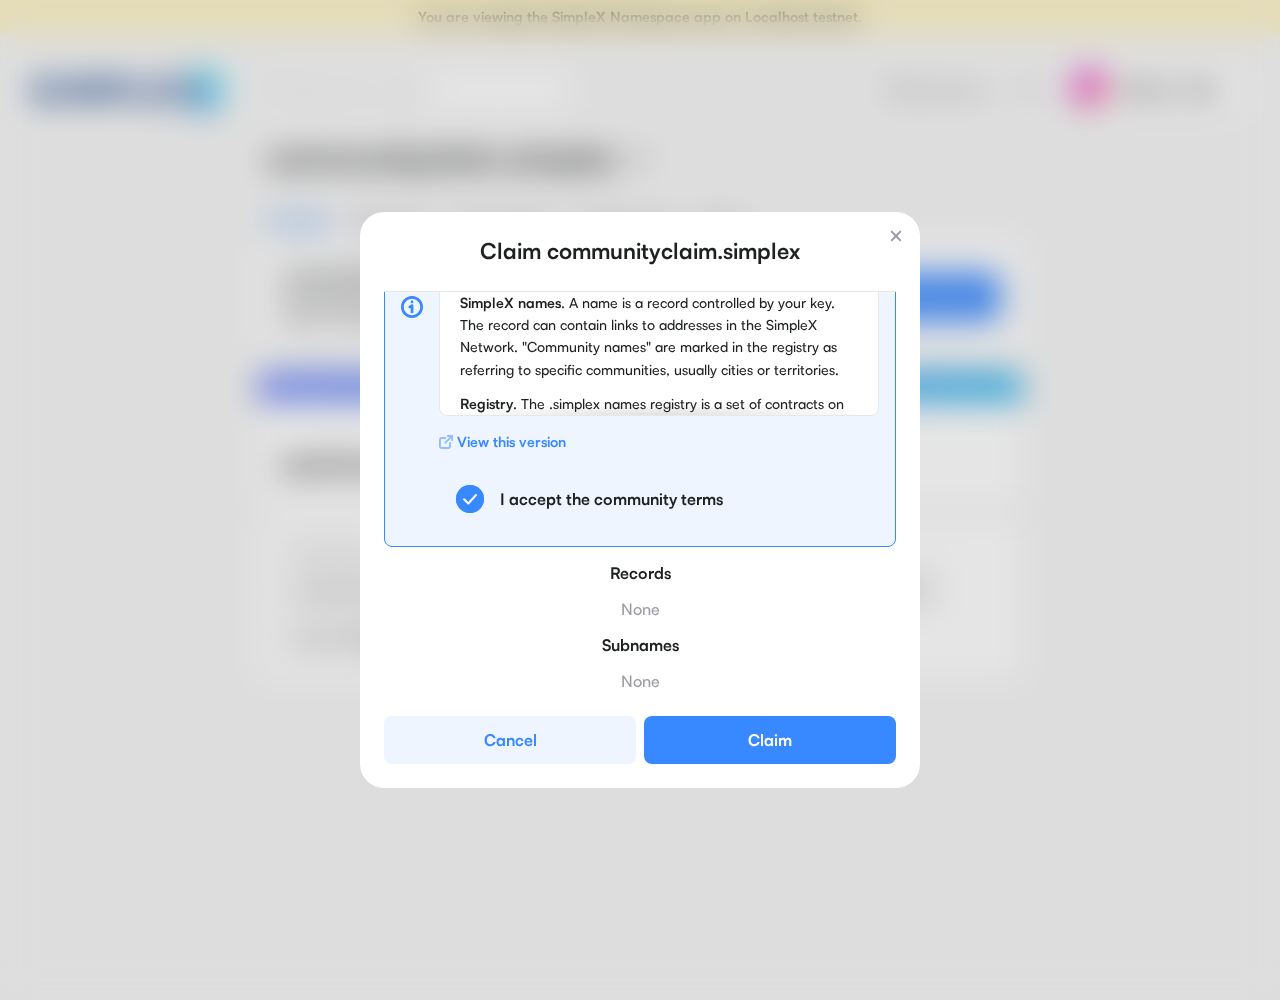 You are viewing the SimpleX Namespace app on Localhost testnet.
Claim communityclaim.simplex
SimpleX names. A name is a record controlled by your key.
The record can contain links to addresses in the SimpleX
Network. "Community names" are marked in the registry as
referring to specific communities, usually cities or territories.
Registry. The .simplex names registry is a set of contracts on
View this version
I accept the community terms
Records
None
Subnames
None
Cancel
Claim